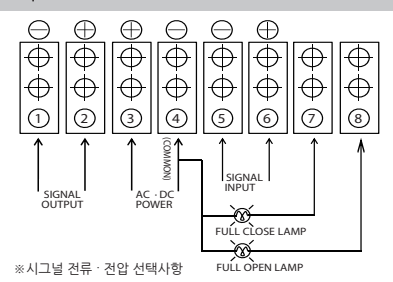 − + + − − +
1 2 3 4 5 6 7 8
(COMMON)
SIGNAL
OUTPUT
AC · DC
POWER
SIGNAL
INPUT
FULL CLOSE LAMP
FULL OPEN LAMP
※시그널 전류 · 전압 선택사항